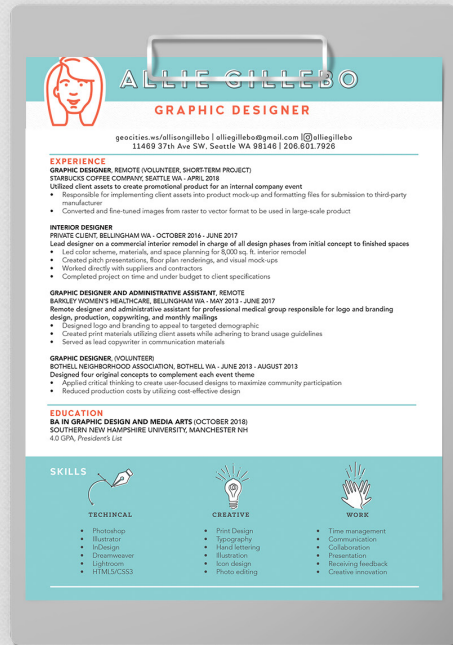 ALLIE GILLEBO
GRAPHIC DESIGNER
geocities.ws/allisongillebo | olliegillebo@gmail.com | olliegillebo
11469 37th Ave SW, Seattle WA 98146 | 206.601.7926
EXPERIENCE
GRAPHIC DESIGNER, REMOTE (VOLUNTEER, SHORT-TERM PROJECT)
STARBUCKS COFFEE COMPANY, SEATTLE WA - APRIL 2018
Utilized client assets to create promotional product for an internal company event
• Responsible for implementing client assets into product mock-up and formatting files for submission to third-party
manufacturer
• Converted and fine-tuned images from raster to vector format to be used in large-scale product
INTERIOR DESIGNER
PRIVATE CLIENT, BELLINGHAM WA - OCTOBER 2016 - JUNE 2017
Lead designer on a commercial interior remodel in charge of all design phases from initial concept to finished spaces
• Led color scheme, materials, and space planning for 8,000 sq. ft. interior remodel
• Created pitch presentations, floor plan renderings, and visual mock-ups
• Worked directly with suppliers and contractors
• Completed project on time and under budget to client specifications
GRAPHIC DESIGNER AND ADMINISTRATIVE ASSISTANT, REMOTE
BARKLEY WOMEN'S HEALTHCARE, BELLINGHAM WA - MAY 2013 - JUNE 2017
Remote designer and administrative assistant for professional medical group responsible for logo and branding
design, production, copywriting, and monthly mailings
• Designed logo and branding to appeal to targeted demographic
• Created print materials utilizing client assets while adhering to brand usage guidelines
• Served as lead copywriter in communication materials
GRAPHIC DESIGNER, (VOLUNTEER)
BOTHELL NEIGHBORHOOD ASSOCIATION, BOTHELL WA - JUNE 2013 - AUGUST 2013
Designed four original concepts to complement each event theme
• Applied critical thinking to create user-focused designs to maximize community participation
• Reduced production costs by utilizing cost-effective design
EDUCATION
BA IN GRAPHIC DESIGN AND MEDIA ARTS (OCTOBER 2018)
SOUTHERN NEW HAMPSHIRE UNIVERSITY, MANCHESTER NH
4.0 GPA, President's List
SKILLS
TECHINCAL
• Photoshop
• Illustrator
• InDesign
• Dreamweaver
• Lightroom
• HTML5/CSS3
CREATIVE
• Print Design
• Typography
• Hand lettering
• Illustration
• Icon design
• Photo editing
WORK
• Time management
• Communication
• Collaboration
• Presentation
• Receiving feedback
• Creative innovation